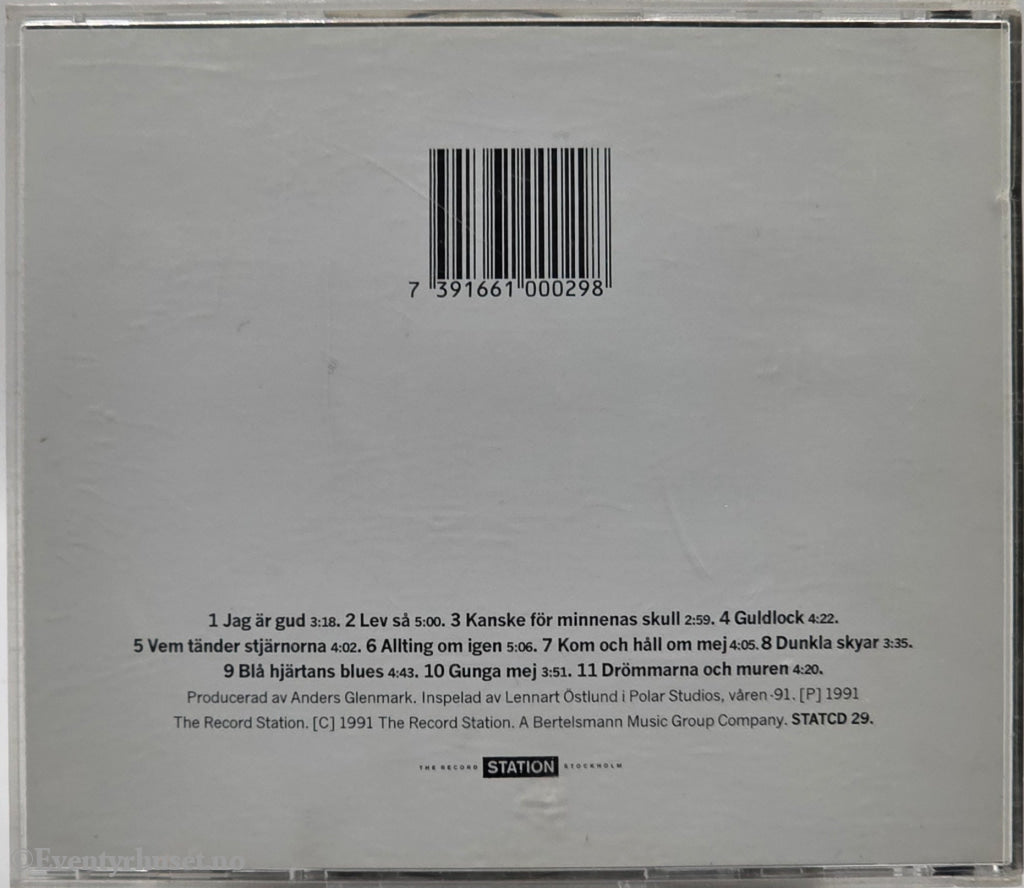 7 391661 000298
1 Jag är gud 3:18. 2 Lev så 5:00. 3 Kanske för minnenas skull 2:59. 4 Guldlock 4:22.
5 Vem tänder stjärnorna 4:02. 6 Allting om igen 5:06. 7 Kom och håll om mej 4:05. 8 Dunkla skyar 3:35.
9 Blå hjärtans blues 4:43. 10 Gunga mej 3:51. 11 Drömmarna och muren 4:20.
Producerad av Anders Glenmark. Inspelad av Lennart Östlund i Polar Studios, våren -91. [P] 1991
The Record Station. [C] 1991 The Record Station. A Bertelsmann Music Group Company. STATCD 29.
THE RECORD STATION STOCKHOLM
©Eventyrhuset.no